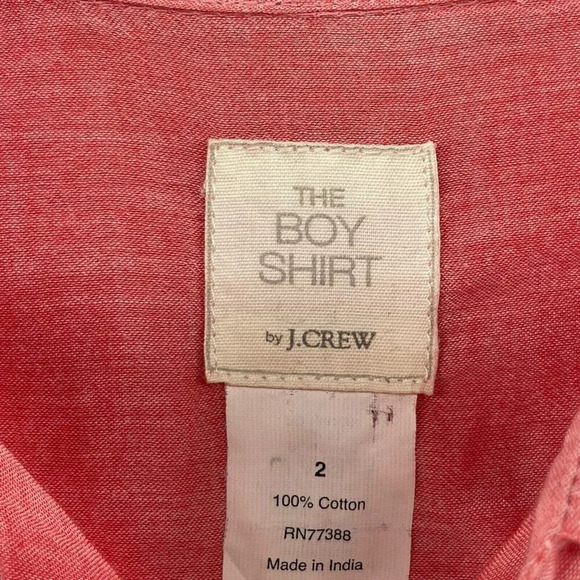 THE
BOY
SHIRT
by J.CREW
2
100% Cotton
RN77388
Made in India